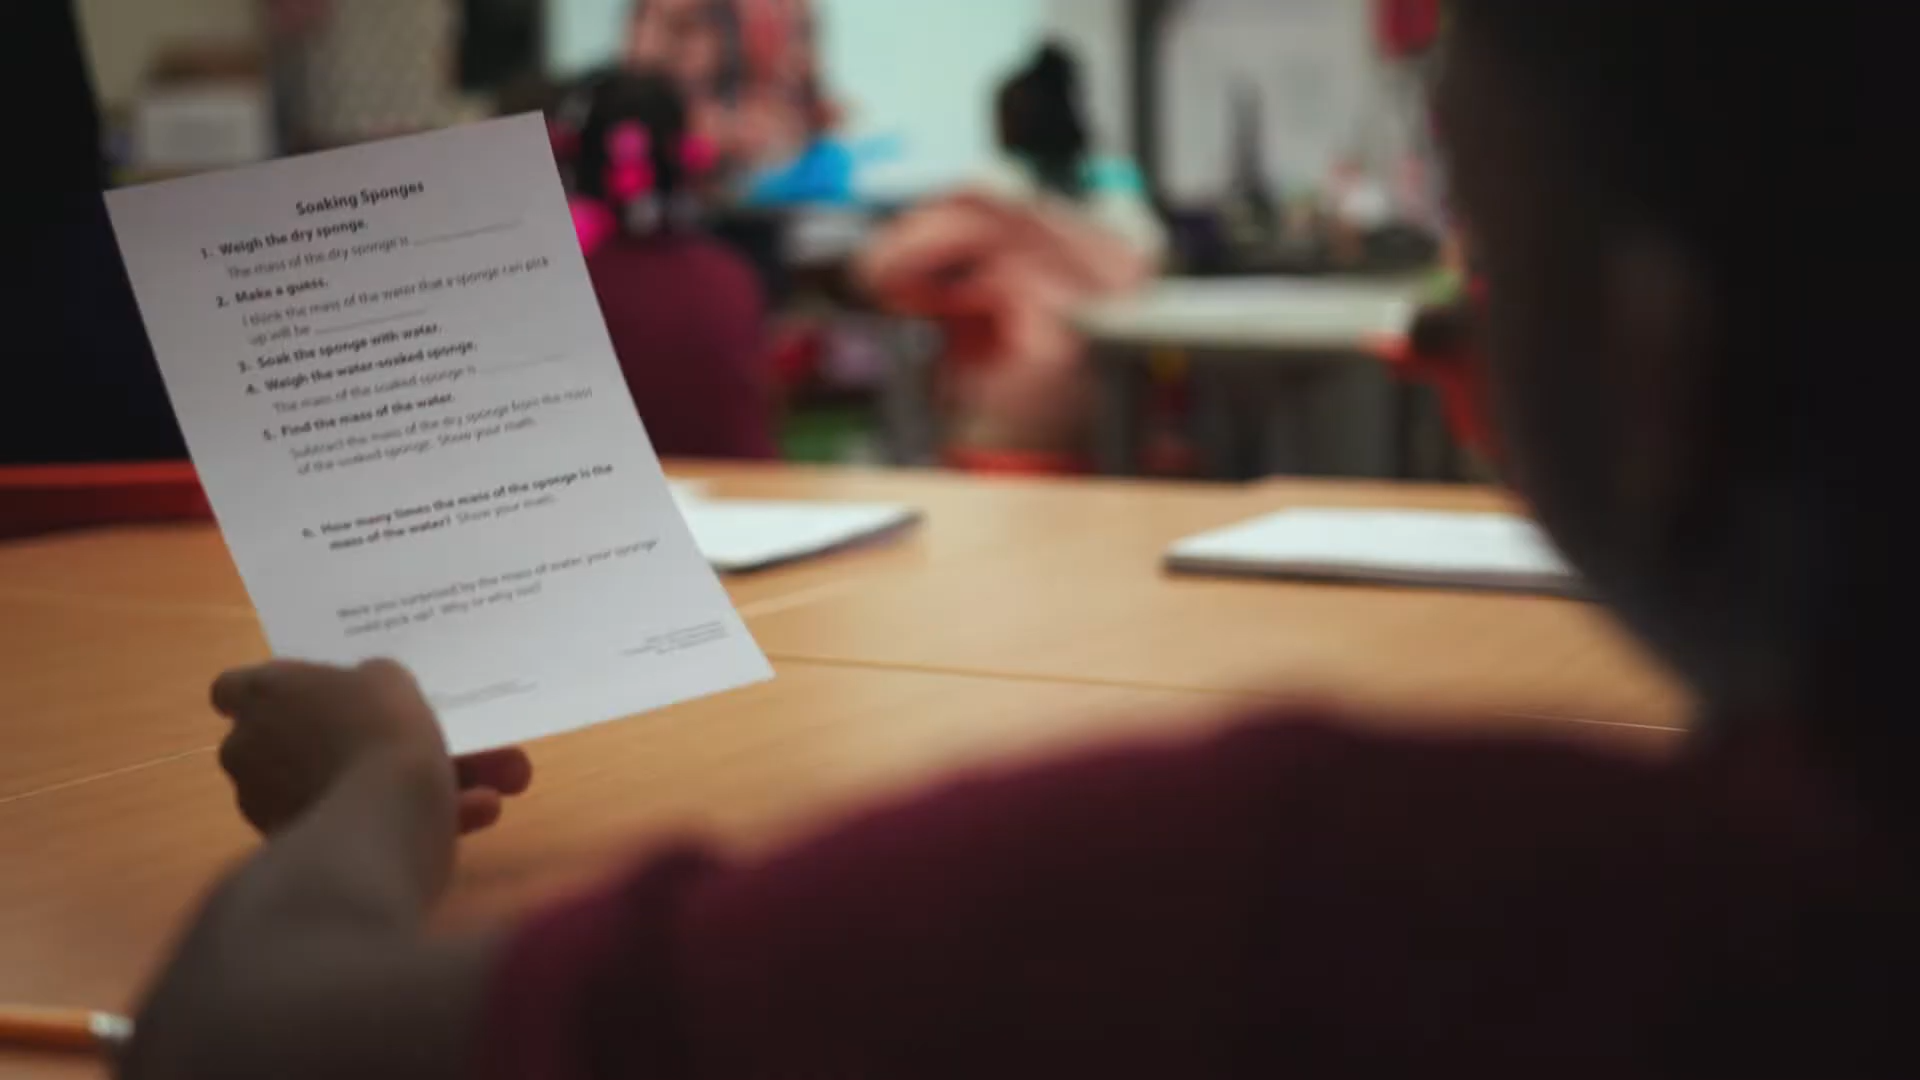 Soaking Sponges
1. Weigh the dry sponge.
The mass of the dry sponge is
2. Make a guess.
I think the mass of the water that a sponge can pick
up will be
3. Soak the sponge with water.
4. Weigh the water-soaked sponge.
The mass of the soaked sponge is
5. Find the mass of the water.
Subtract the mass of the dry sponge from the mass
of the soaked sponge. Show your math.
6. How many times the mass of the sponge is the
mass of the water? Show your math.
Were you surprised by the mass of water your sponge
could pick up? Why or why not?